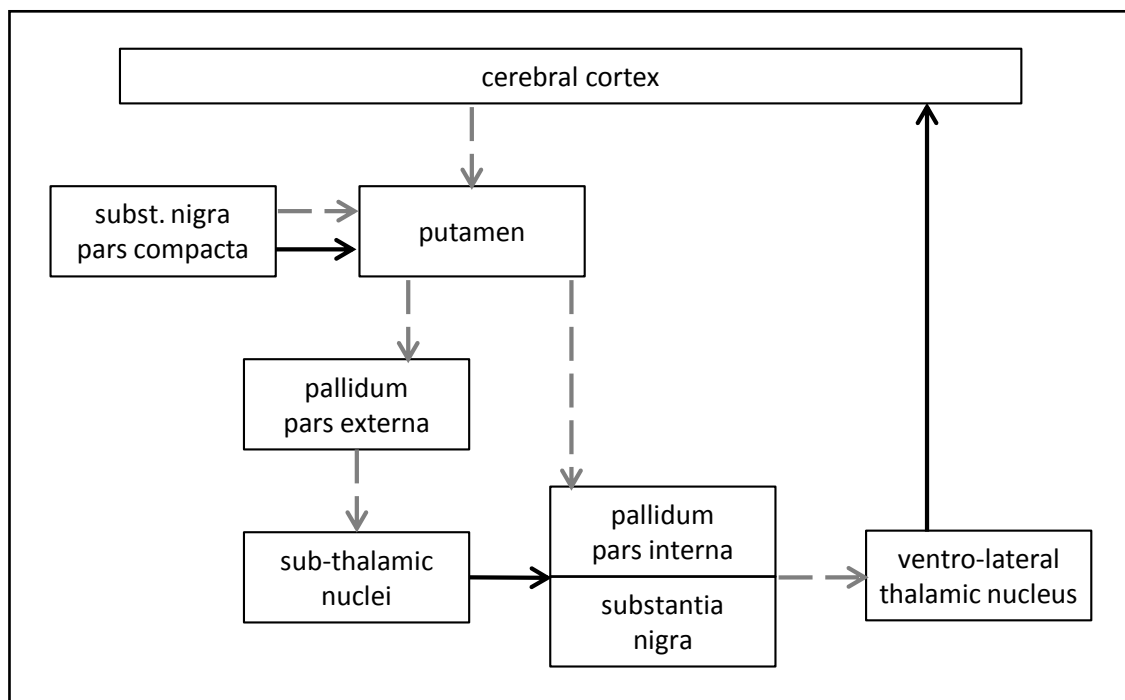 cerebral cortex
subst. nigra
pars compacta
putamen
pallidum
pars externa
pallidum
pars interna
sub-thalamic
nuclei
substantia
nigra
ventro-lateral
thalamic nucleus